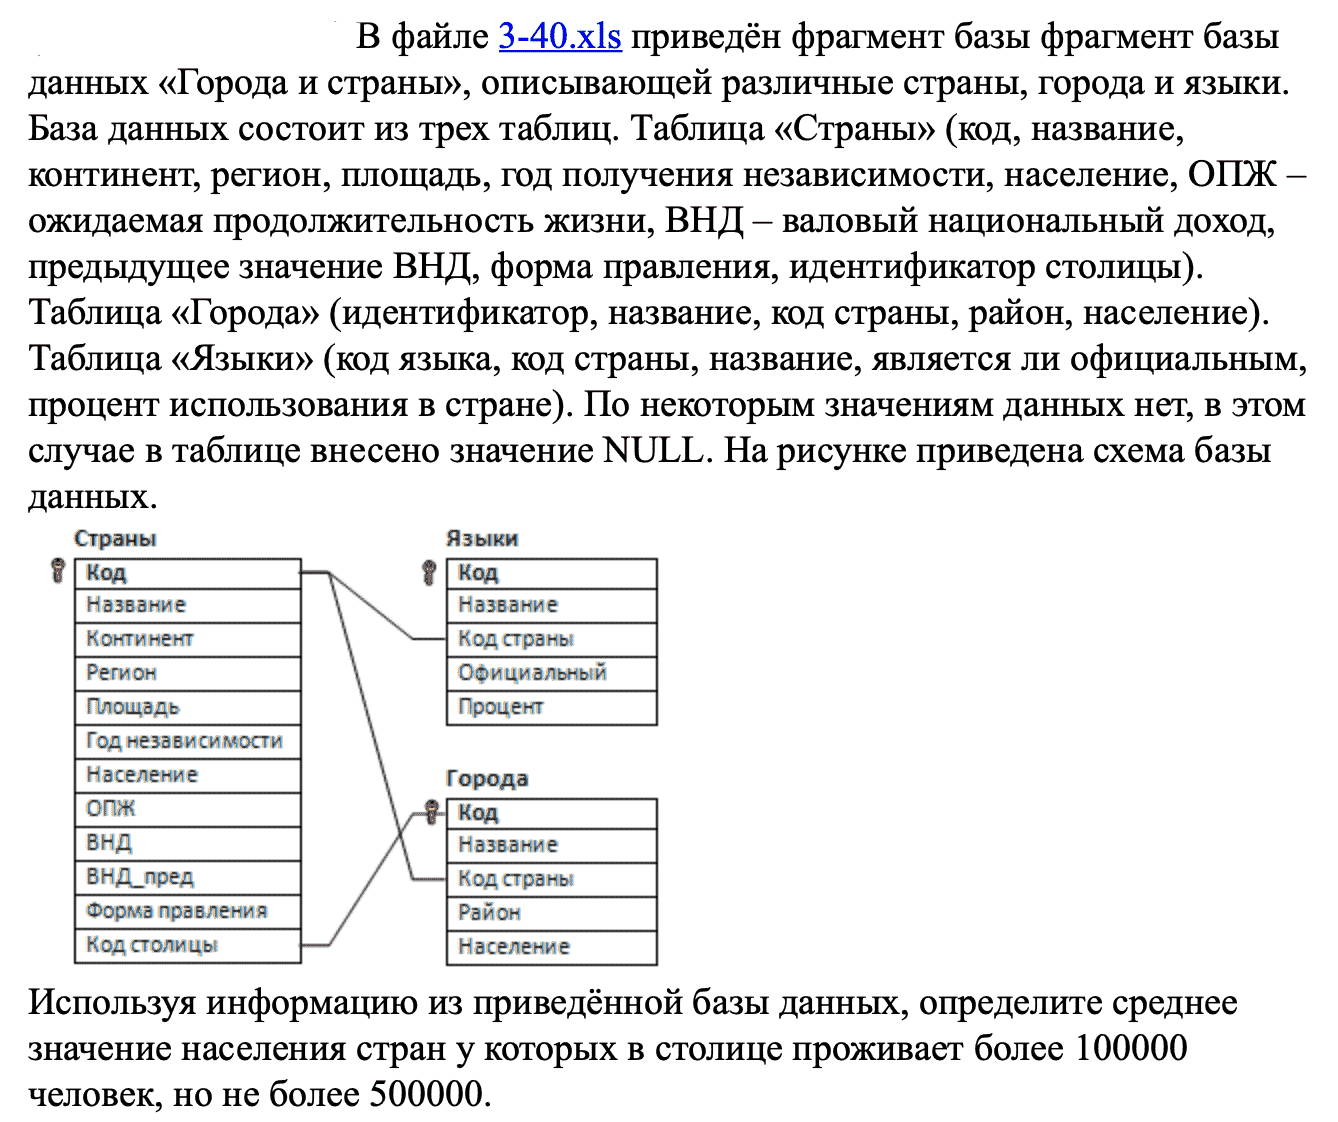 В файле 3-40.xls приведён фрагмент базы фрагмент базы
данных «Города и страны», описывающей различные страны, города и языки.
База данных состоит из трех таблиц. Таблица «Страны» (код, название,
континент, регион, площадь, год получения независимости, население, ОПЖ –
ожидаемая продолжительность жизни, ВНД – валовый национальный доход,
предыдущее значение ВНД, форма правления, идентификатор столицы).
Таблица «Города» (идентификатор, название, код страны, район, население).
Таблица «Языки» (код языка, код страны, название, является ли официальным,
процент использования в стране). По некоторым значениям данных нет, в этом
случае в таблице внесено значение NULL. На рисунке приведена схема базы
данных.
Страны
Код
Название
Континент
Регион
Площадь
Год независимости
Население
ОПЖ
ВНД
ВНД_пред
Форма правления
Код столицы
Языки
Код
Название
Код страны
Официальный
Процент
Города
Код
Название
Код страны
Район
Население
Используя информацию из приведённой базы данных, определите среднее
значение населения стран у которых в столице проживает более 100000
человек, но не более 500000.